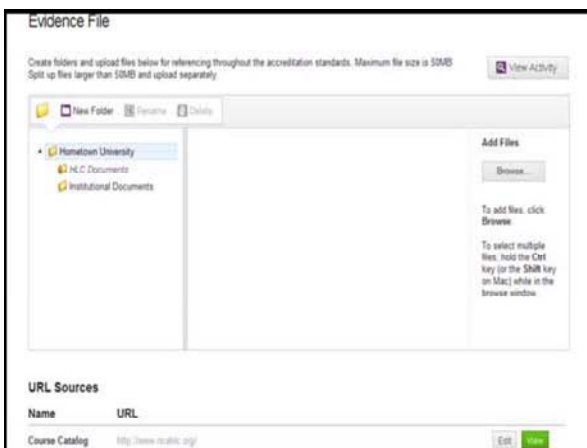 Evidence File
Create folders and upload files below for referencing throughout the accreditation standards. Maximum file size is 50MB
Split up files larger than 50MB and upload separately.
View Activity
New Folder Rename Delete
Hometown University
HLC Documents
Institutional Documents
Add Files
Browse...
To add files, click
Browse.
To select multiple
files, hold the Ctrl
key (or the Shift key
on Mac) while in the
browse window.
URL Sources
Name URL
Course Catalog Edit View